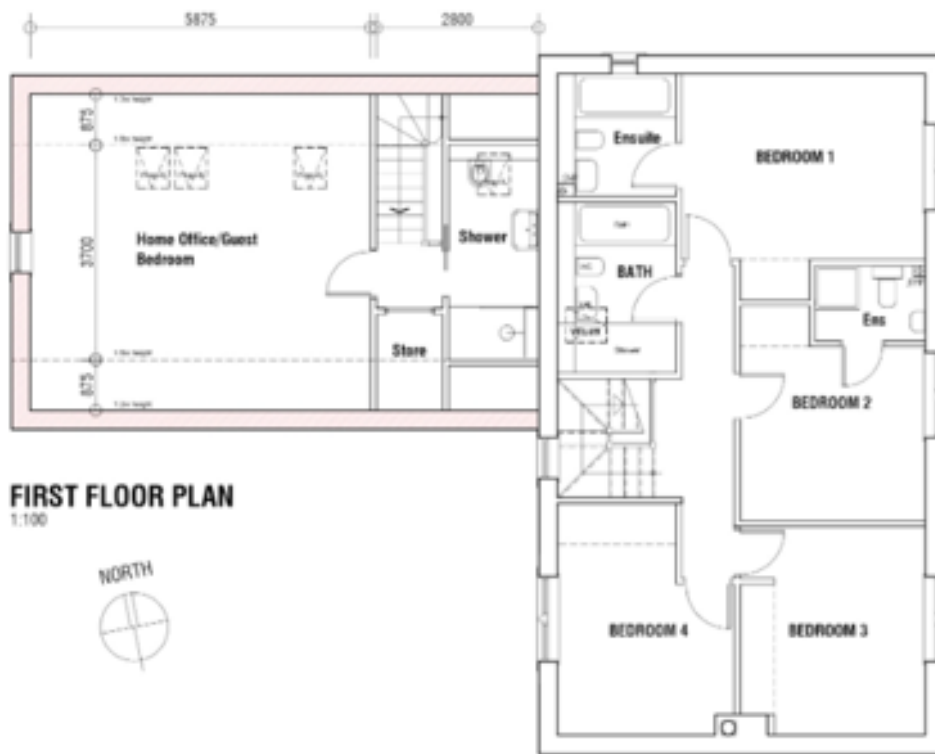 5875
2800
875
3700
875
Home Office/Guest
Bedroom
Shower
Store
Ensuite
BEDROOM 1
BATH
Ens
BEDROOM 2
BEDROOM 4
BEDROOM 3
FIRST FLOOR PLAN
1:100
NORTH